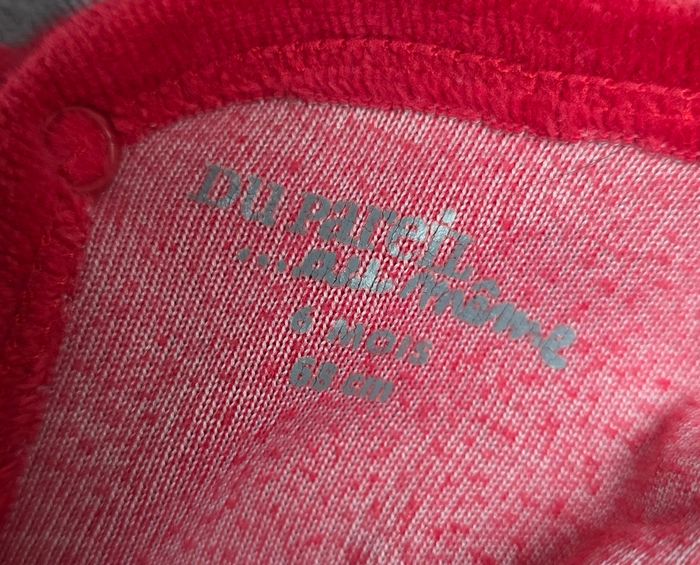 DU PAREIL
...AU même
6 MOIS
68 cm